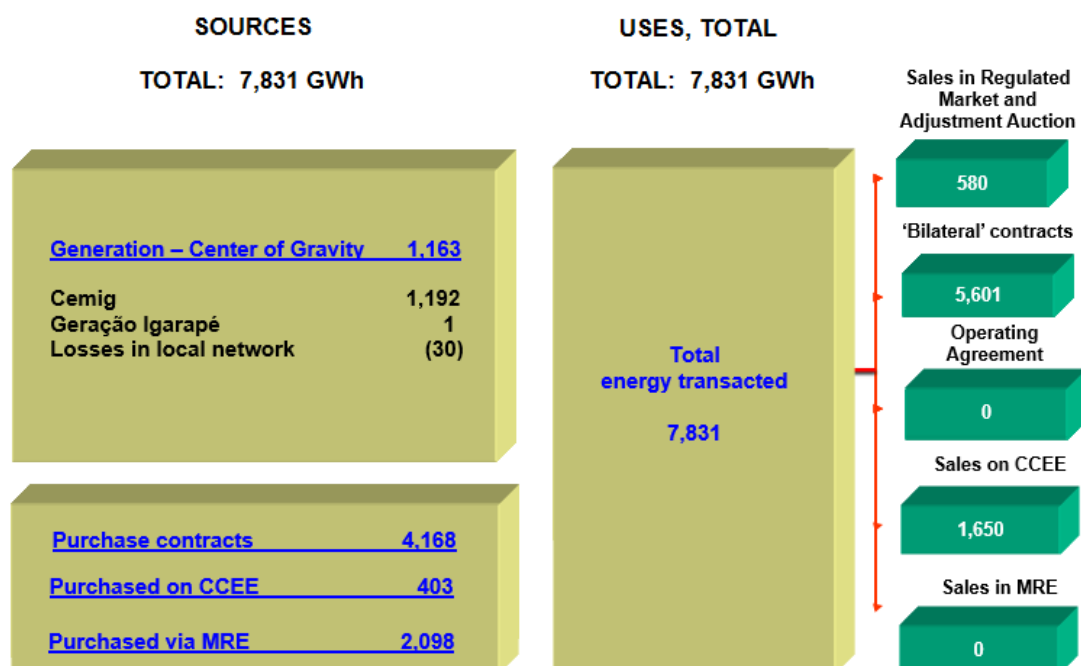 SOURCES
TOTAL: 7,831 GWh
USES, TOTAL
TOTAL: 7,831 GWh
Generation – Center of Gravity 1,163
Cemig 1,192
Geração Igarapé 1
Losses in local network (30)
Purchase contracts 4,168
Purchased on CCEE 403
Purchased via MRE 2,098
Total
energy transacted
7,831
Sales in Regulated
Market and
Adjustment Auction
580
‘Bilateral’ contracts
5,601
Operating
Agreement
0
Sales on CCEE
1,650
Sales in MRE
0